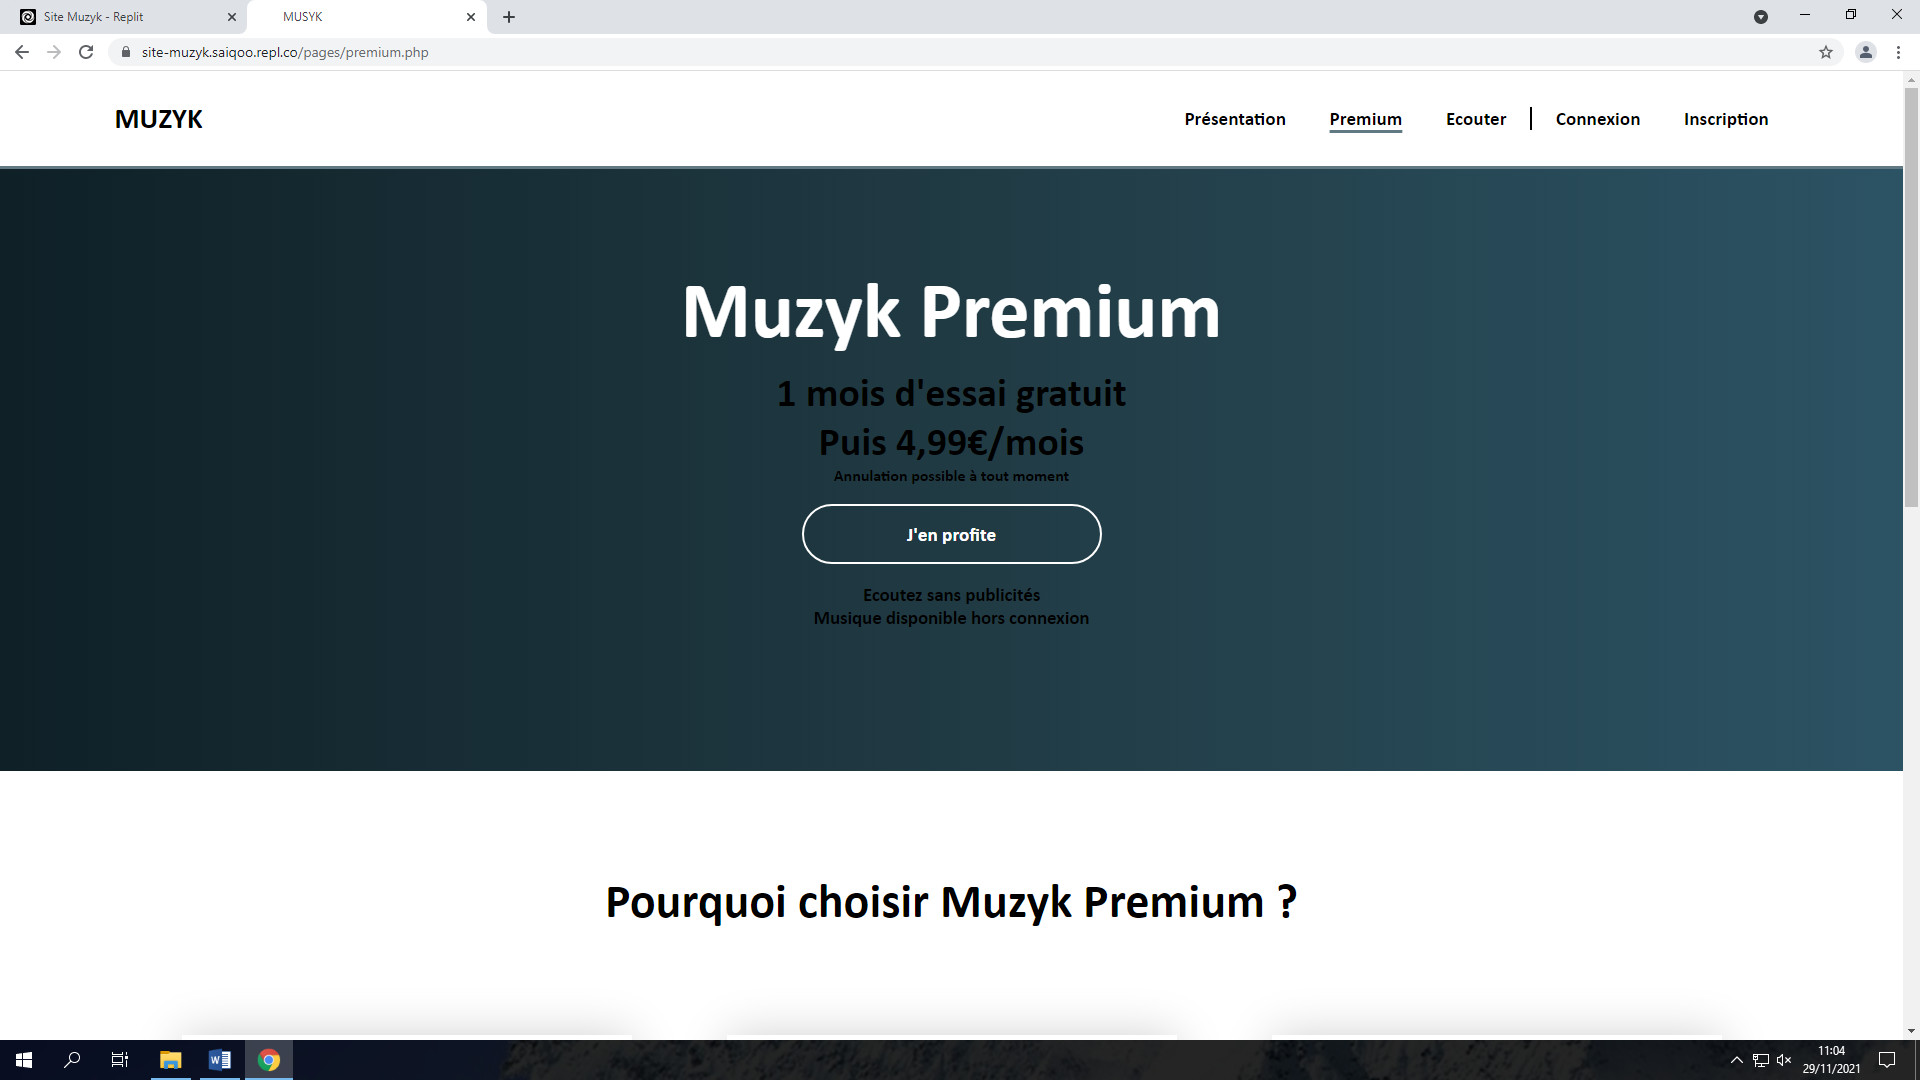 Site Muzyk - Replit
MUSYK
site-muzyk.saiqoo.repl.co/pages/premium.php
MUZYK
Présentation
Premium
Ecouter
Connexion
Inscription
Muzyk Premium
1 mois d'essai gratuit
Puis 4,99€/mois
Annulation possible à tout moment
J'en profite
Ecoutez sans publicités
Musique disponible hors connexion
Pourquoi choisir Muzyk Premium ?
11:04
29/11/2021